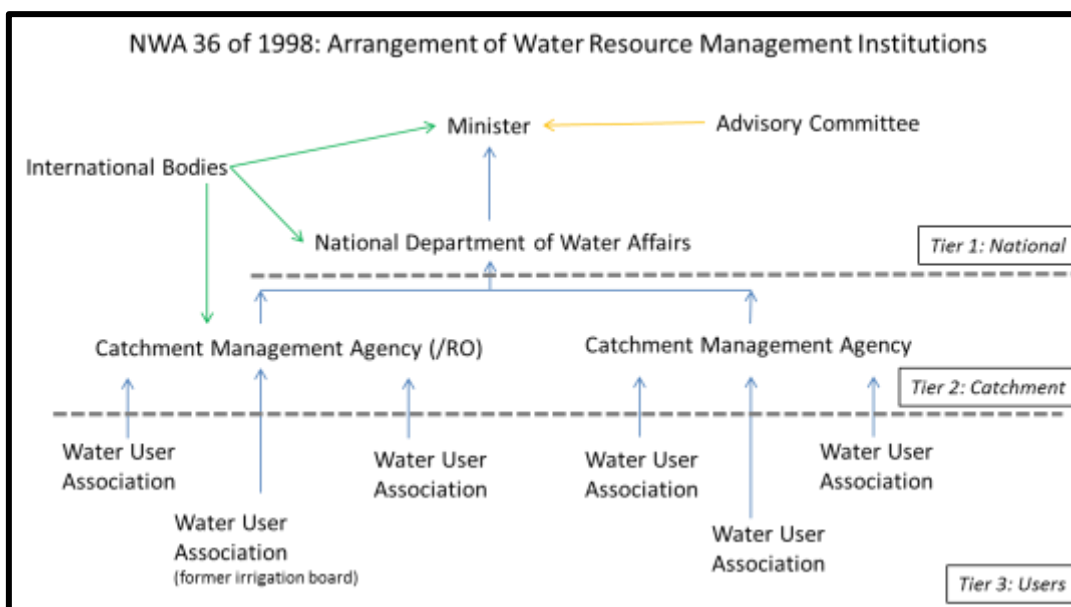 NWA 36 of 1998: Arrangement of Water Resource Management Institutions
Minister
Advisory Committee
International Bodies
National Department of Water Affairs
Tier 1: National
Catchment Management Agency (/RO)
Catchment Management Agency
Tier 2: Catchment
Water User
Association
Water User
Association
Water User
Association
Water User
Association
Water User
Association
(former irrigation board)
Water User
Association
Tier 3: Users